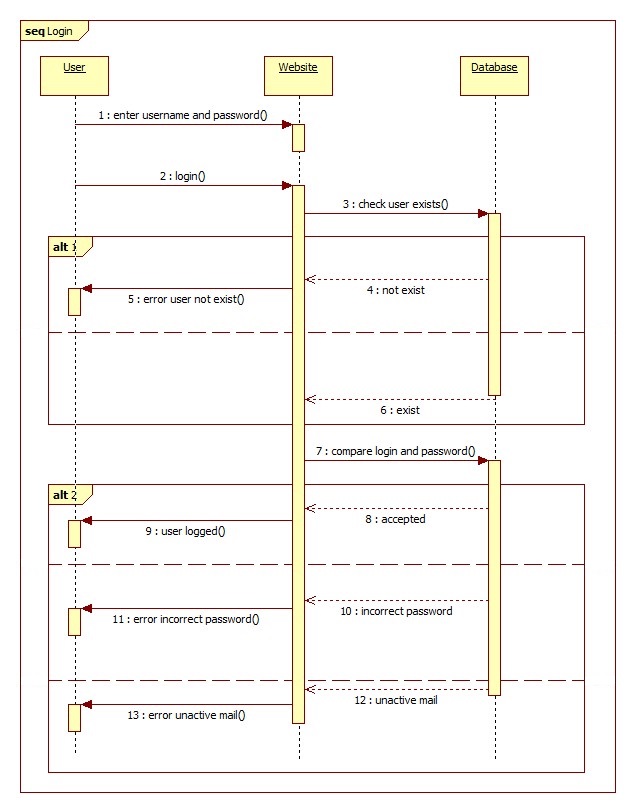 seq Login
User Website Database
1 : enter username and password()
2 : login()
3 : check user exists()
alt 1
4 : not exist
5 : error user not exist()
6 : exist
7 : compare login and password()
alt 2
8 : accepted
9 : user logged()
10 : incorrect password
11 : error incorrect password()
12 : unactive mail
13 : error unactive mail()